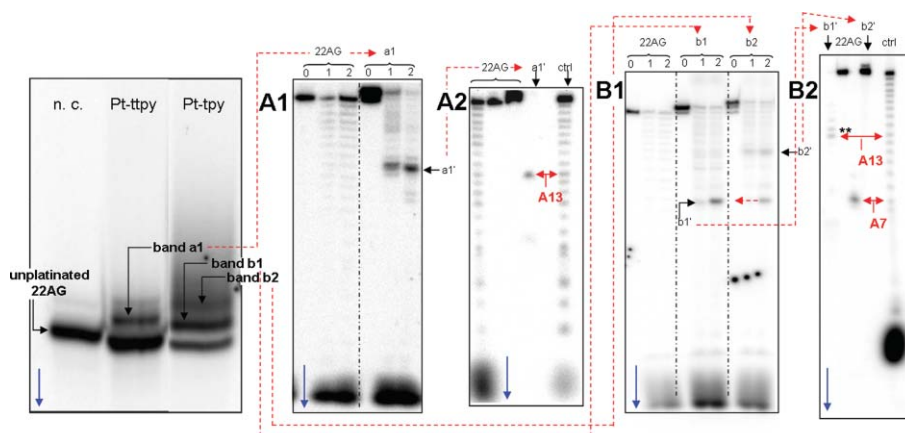 n. c. Pt-ttpy Pt-tpy
band a1
band b1
band b2
unplatinated
22AG
A1
22AG a1
0 1 2 0 1 2
a1'
A2
22AG a1' ctrl
A13
B1
22AG b1 b2
0 1 2 0 1 2 0 1 2
b2'
b1'
B2
b1' b2'
22AG ctrl
**
A13
A7